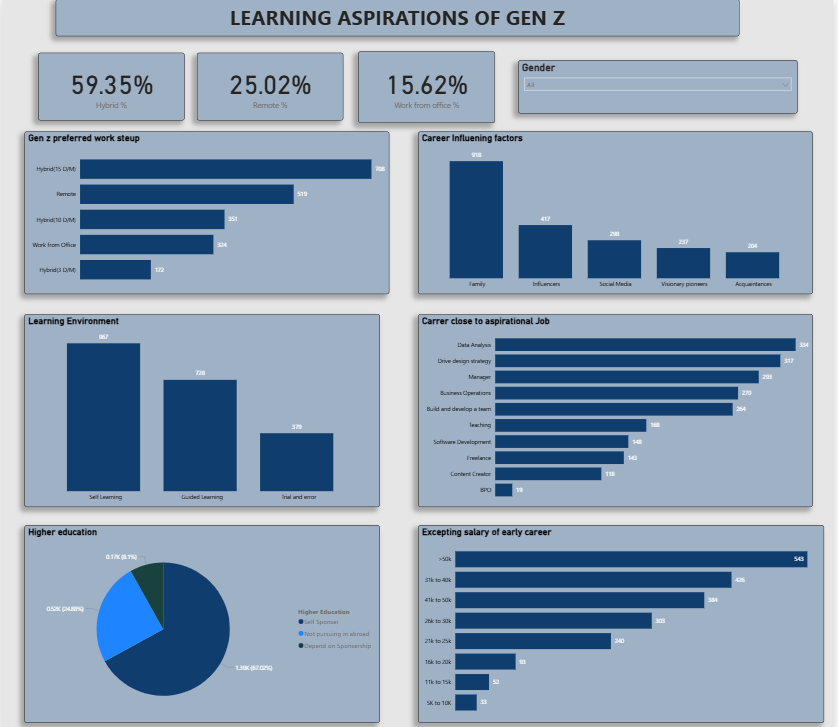 LEARNING ASPIRATIONS OF GEN Z
59.35%
Hybrid %
25.02%
Remote %
15.62%
Work from office %
Gender
All
Gen z preferred work steup
Hybrid(15 D/M)
708
Remote
519
Hybrid(10 D/M)
351
Work from Office
324
Hybrid(3 D/M)
172
Career Influening factors
918
417
298
237
204
Family
Influencers
Social Media
Visionary pioneers
Acquaintances
Learning Environment
967
728
379
Self Learning
Guided Learning
Trial and error
Carrer close to aspirational Job
Data Analysis
334
Drive design strategy
317
Manager
293
Business Operations
270
Build and develop a team
264
Teaching
168
Software Development
148
Freelance
143
Content Creator
118
BPO
19
Higher education
0.17K (8.1%)
0.52K (24.88%)
1.39K (67.02%)
Higher Education
Self Sponser
Not pursuing in abroad
Depend on Sponsorship
Excepting salary of early career
>50k
543
31k to 40k
426
41k to 50k
384
26k to 30k
303
21k to 25k
240
16k to 20k
93
11k to 15k
52
5K to 10K
33